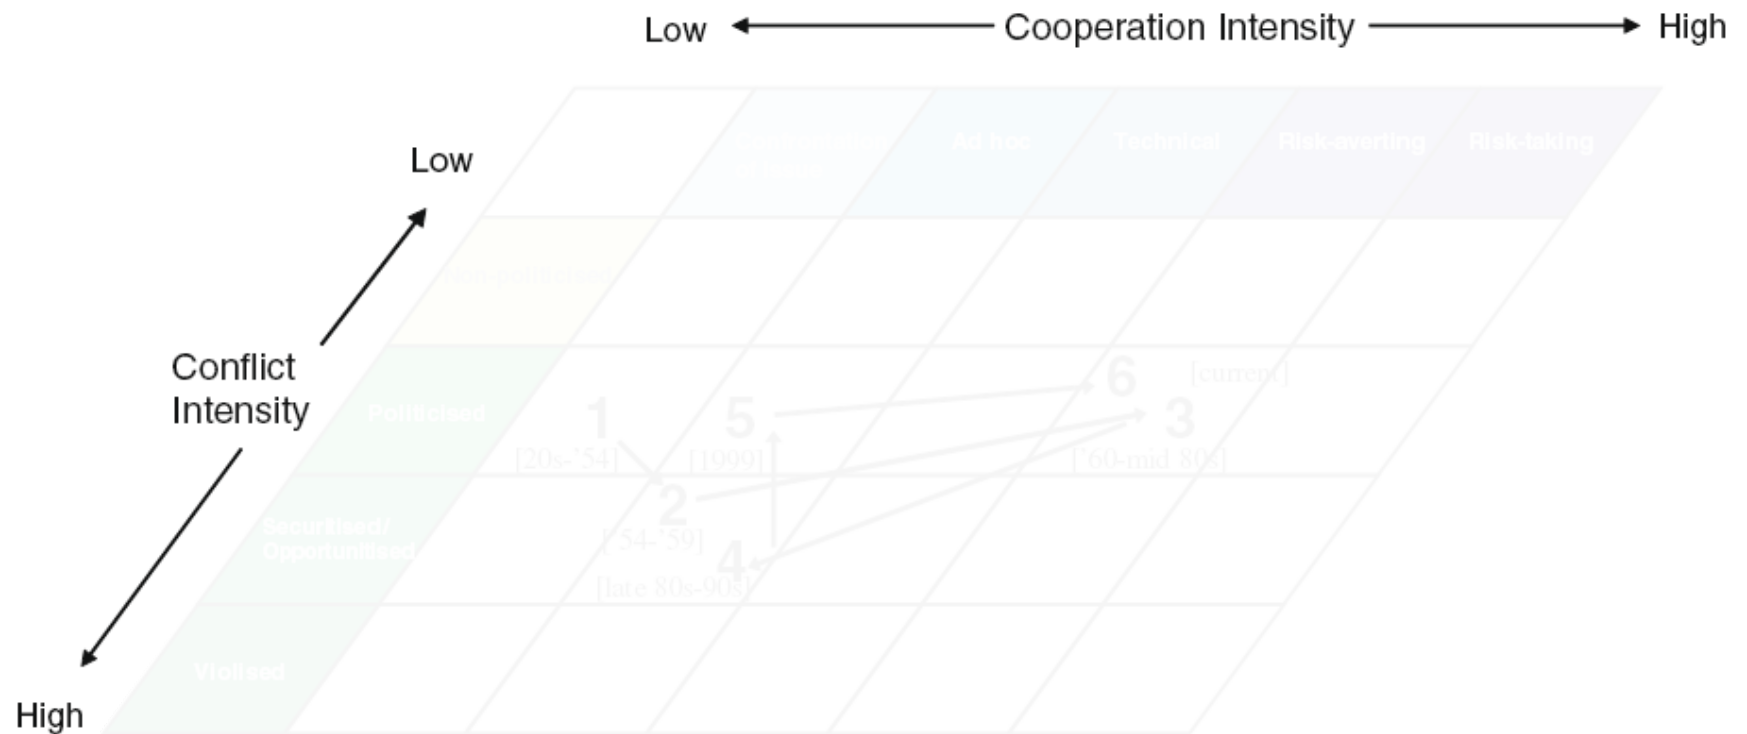 Low Cooperation Intensity High
Ad hoc Technical Risk-averting Risk-taking
Low
Non-politicised
Conflict
Intensity
6 [current]
Politicised 1 5 3
[20s-'54] [1999] ['60-mid 80s]
2
Securitised/
Opportunitised
['54-'59]
4
[late 80s-90s]
Violised
High